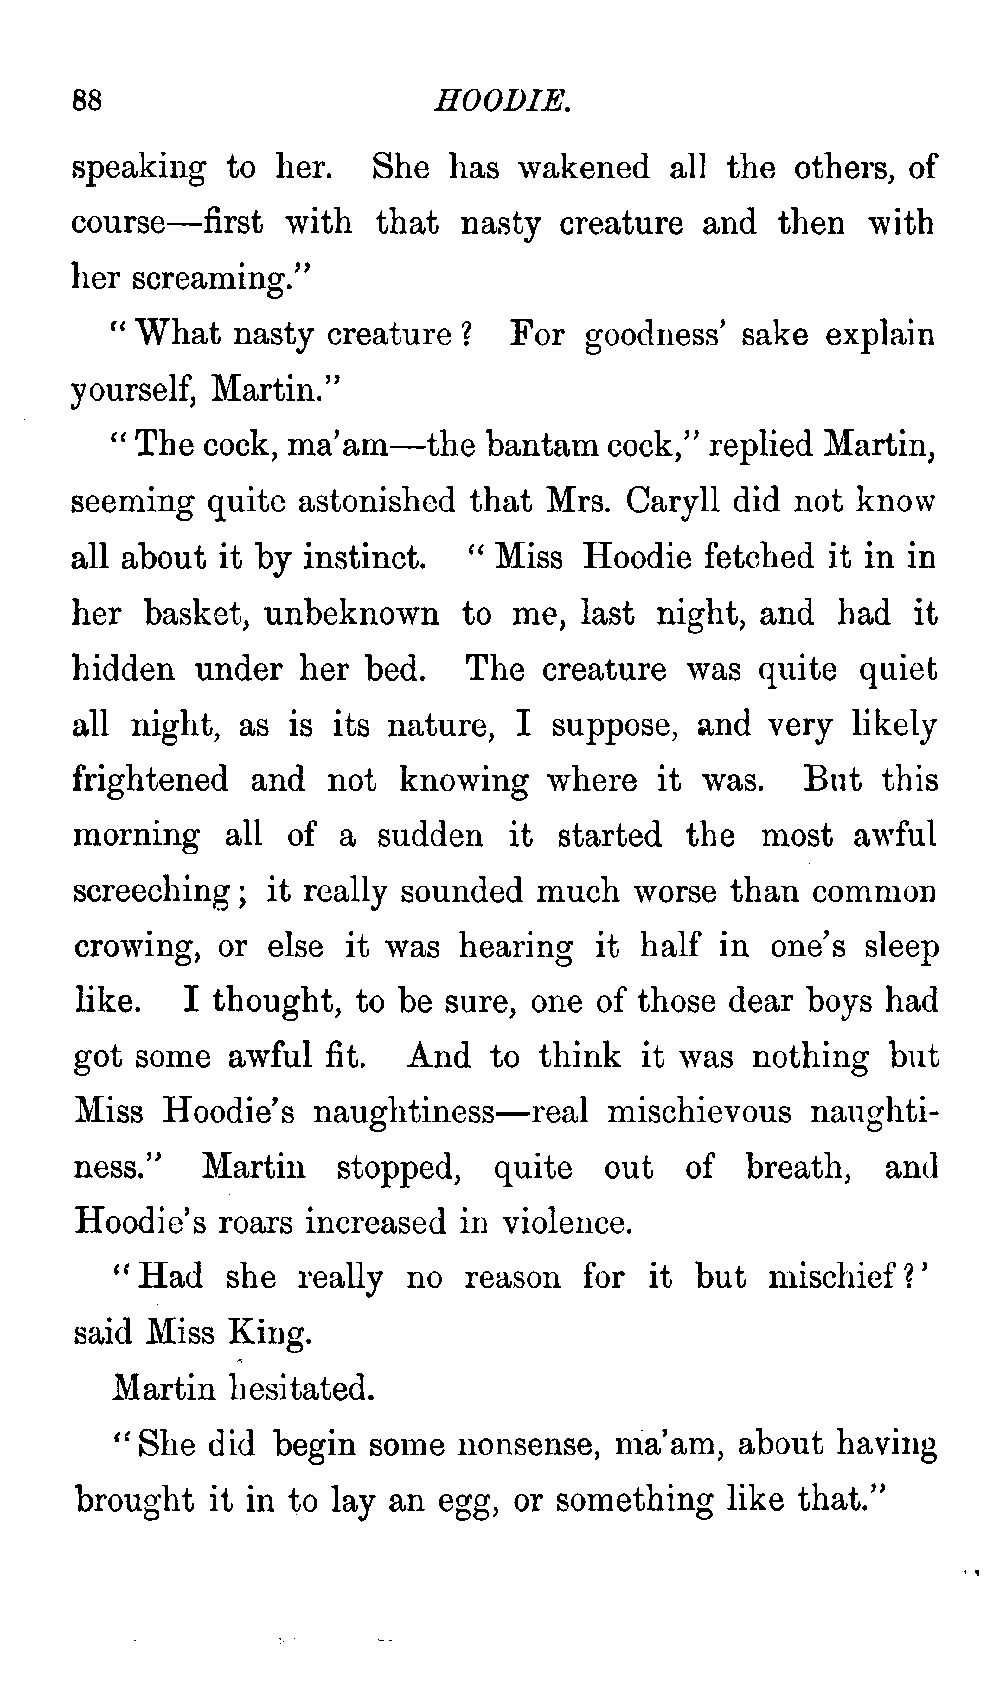 88 HOODIE.
speaking to her. She has wakened all the others, of
course—first with that nasty creature and then with
her screaming."
"What nasty creature? For goodness' sake explain
yourself, Martin."
"The cock, ma'am—the bantam cock," replied Martin,
seeming quite astonished that Mrs. Caryll did not know
all about it by instinct. "Miss Hoodie fetched it in in
her basket, unbeknown to me, last night, and had it
hidden under her bed. The creature was quite quiet
all night, as is its nature, I suppose, and very likely
frightened and not knowing where it was. But this
morning all of a sudden it started the most awful
screeching; it really sounded much worse than common
crowing, or else it was hearing it half in one's sleep
like. I thought, to be sure, one of those dear boys had
got some awful fit. And to think it was nothing but
Miss Hoodie's naughtiness—real mischievous naughti-
ness." Martin stopped, quite out of breath, and
Hoodie's roars increased in violence.
"Had she really no reason for it but mischief?'
said Miss King.
Martin hesitated.
"She did begin some nonsense, ma'am, about having
brought it in to lay an egg, or something like that."